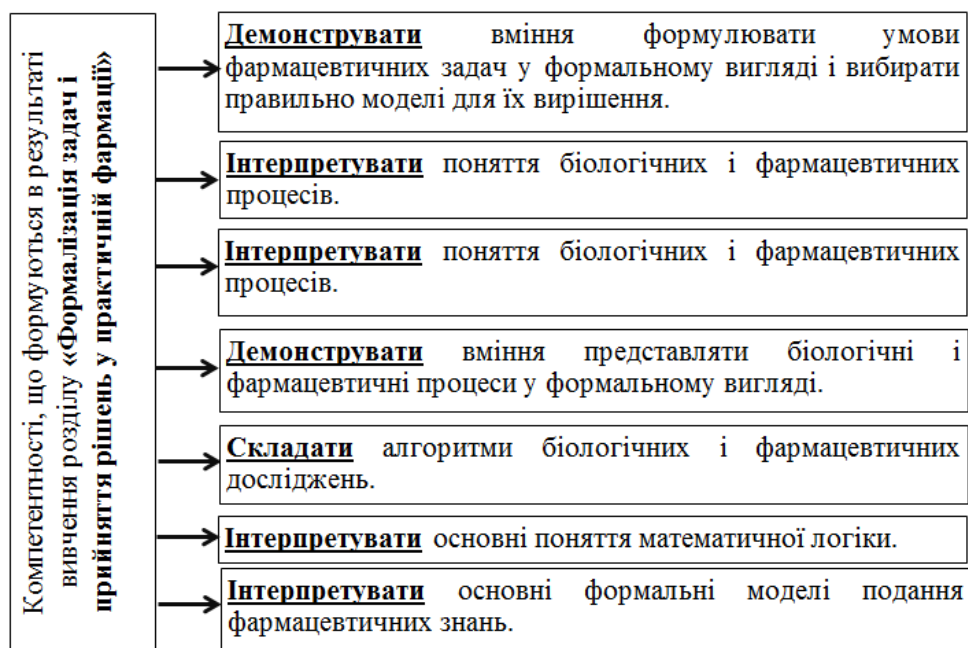 Компетентності, що формуються в результаті
вивчення розділу «Формалізація задач і
прийняття рішень у практичній фармації»
Демонструвати вміння формулювати умови
фармацевтичних задач у формальному вигляді і вибирати
правильно моделі для їх вирішення.
Інтерпретувати поняття біологічних і фармацевтичних
процесів.
Інтерпретувати поняття біологічних і фармацевтичних
процесів.
Демонструвати вміння представляти біологічні і
фармацевтичні процеси у формальному вигляді.
Складати алгоритми біологічних і фармацевтичних
досліджень.
Інтерпретувати основні поняття математичної логіки.
Інтерпретувати основні формальні моделі подання
фармацевтичних знань.